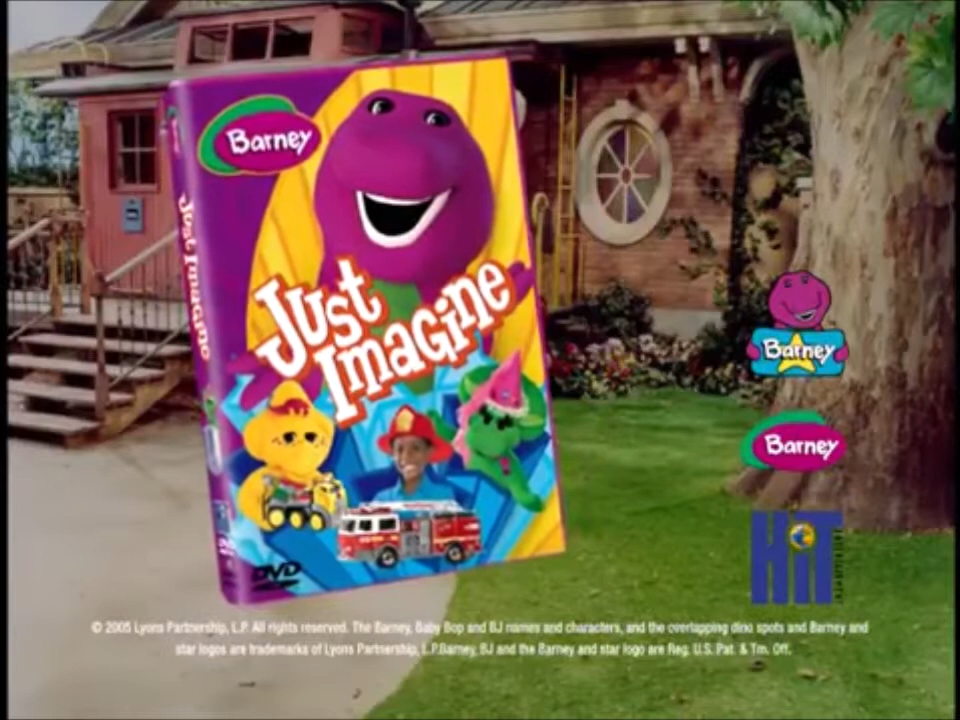 Barney
Just
Imagine
Just Imagine
DVD
Barney
Barney
HiT
ENTERTAINMENT
© 2005 Lyons Partnership, L.P. All rights reserved. The Barney, Baby Bop and BJ names and characters, and the overlapping dino spots and Barney and
star logos are trademarks of Lyons Partnership, L.P.Barney, BJ and the Barney and star logo are Reg. U.S. Pat. & Tm. Off.